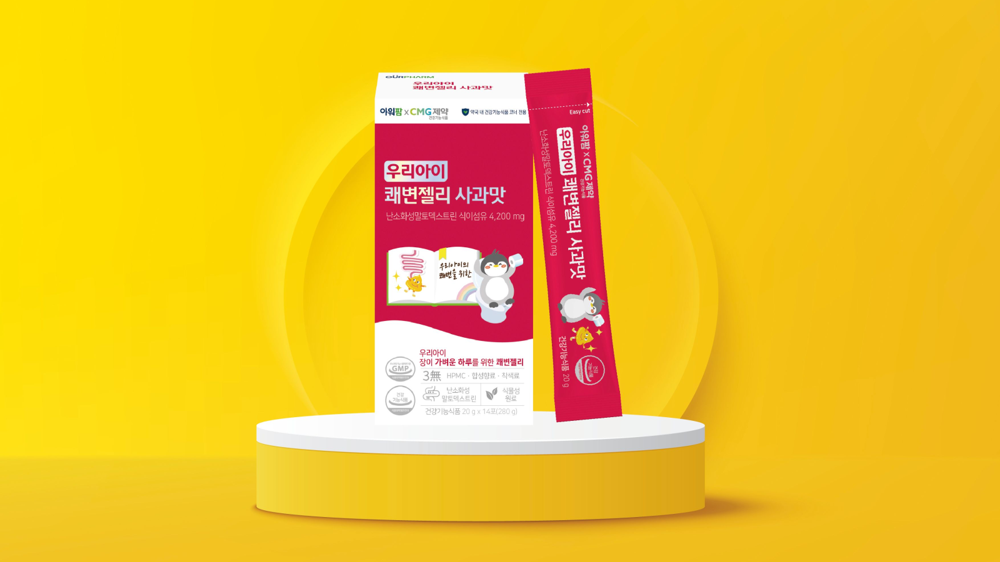 OURPHARM
우리아이
쾌변젤리 사과맛
아워팜 X CMG제약
건강기능식품
약국 내 건강기능식품 코너 전용
우리아이
쾌변젤리 사과맛
난소화성말토덱스트린 식이섬유 4,200 mg
우리아이의
쾌변을 위한
우리아이
장이 가벼운 하루를 위한 쾌변젤리
GMP
3無 HPMC · 합성향료 · 착색료
건강
기능식품
난소화성
말토덱스트린
식물성
원료
건강기능식품 20 g x 14포(280 g)
Easy cut
아워팜 X CMG제약
건강기능식품
우리아이 쾌변젤리 사과맛
난소화성말토덱스트린 식이섬유 4,200 mg
건강기능식품 20 g
건강
기능식품